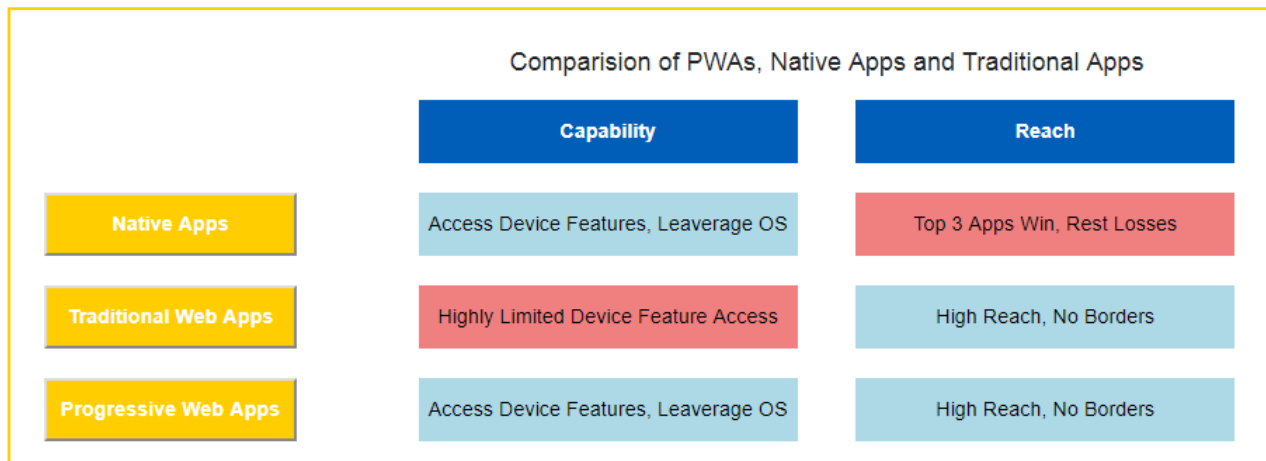 Comparision of PWAs, Native Apps and Traditional Apps
Capability
Reach
Native Apps
Access Device Features, Leaverage OS
Top 3 Apps Win, Rest Losses
Traditional Web Apps
Highly Limited Device Feature Access
High Reach, No Borders
Progressive Web Apps
Access Device Features, Leaverage OS
High Reach, No Borders